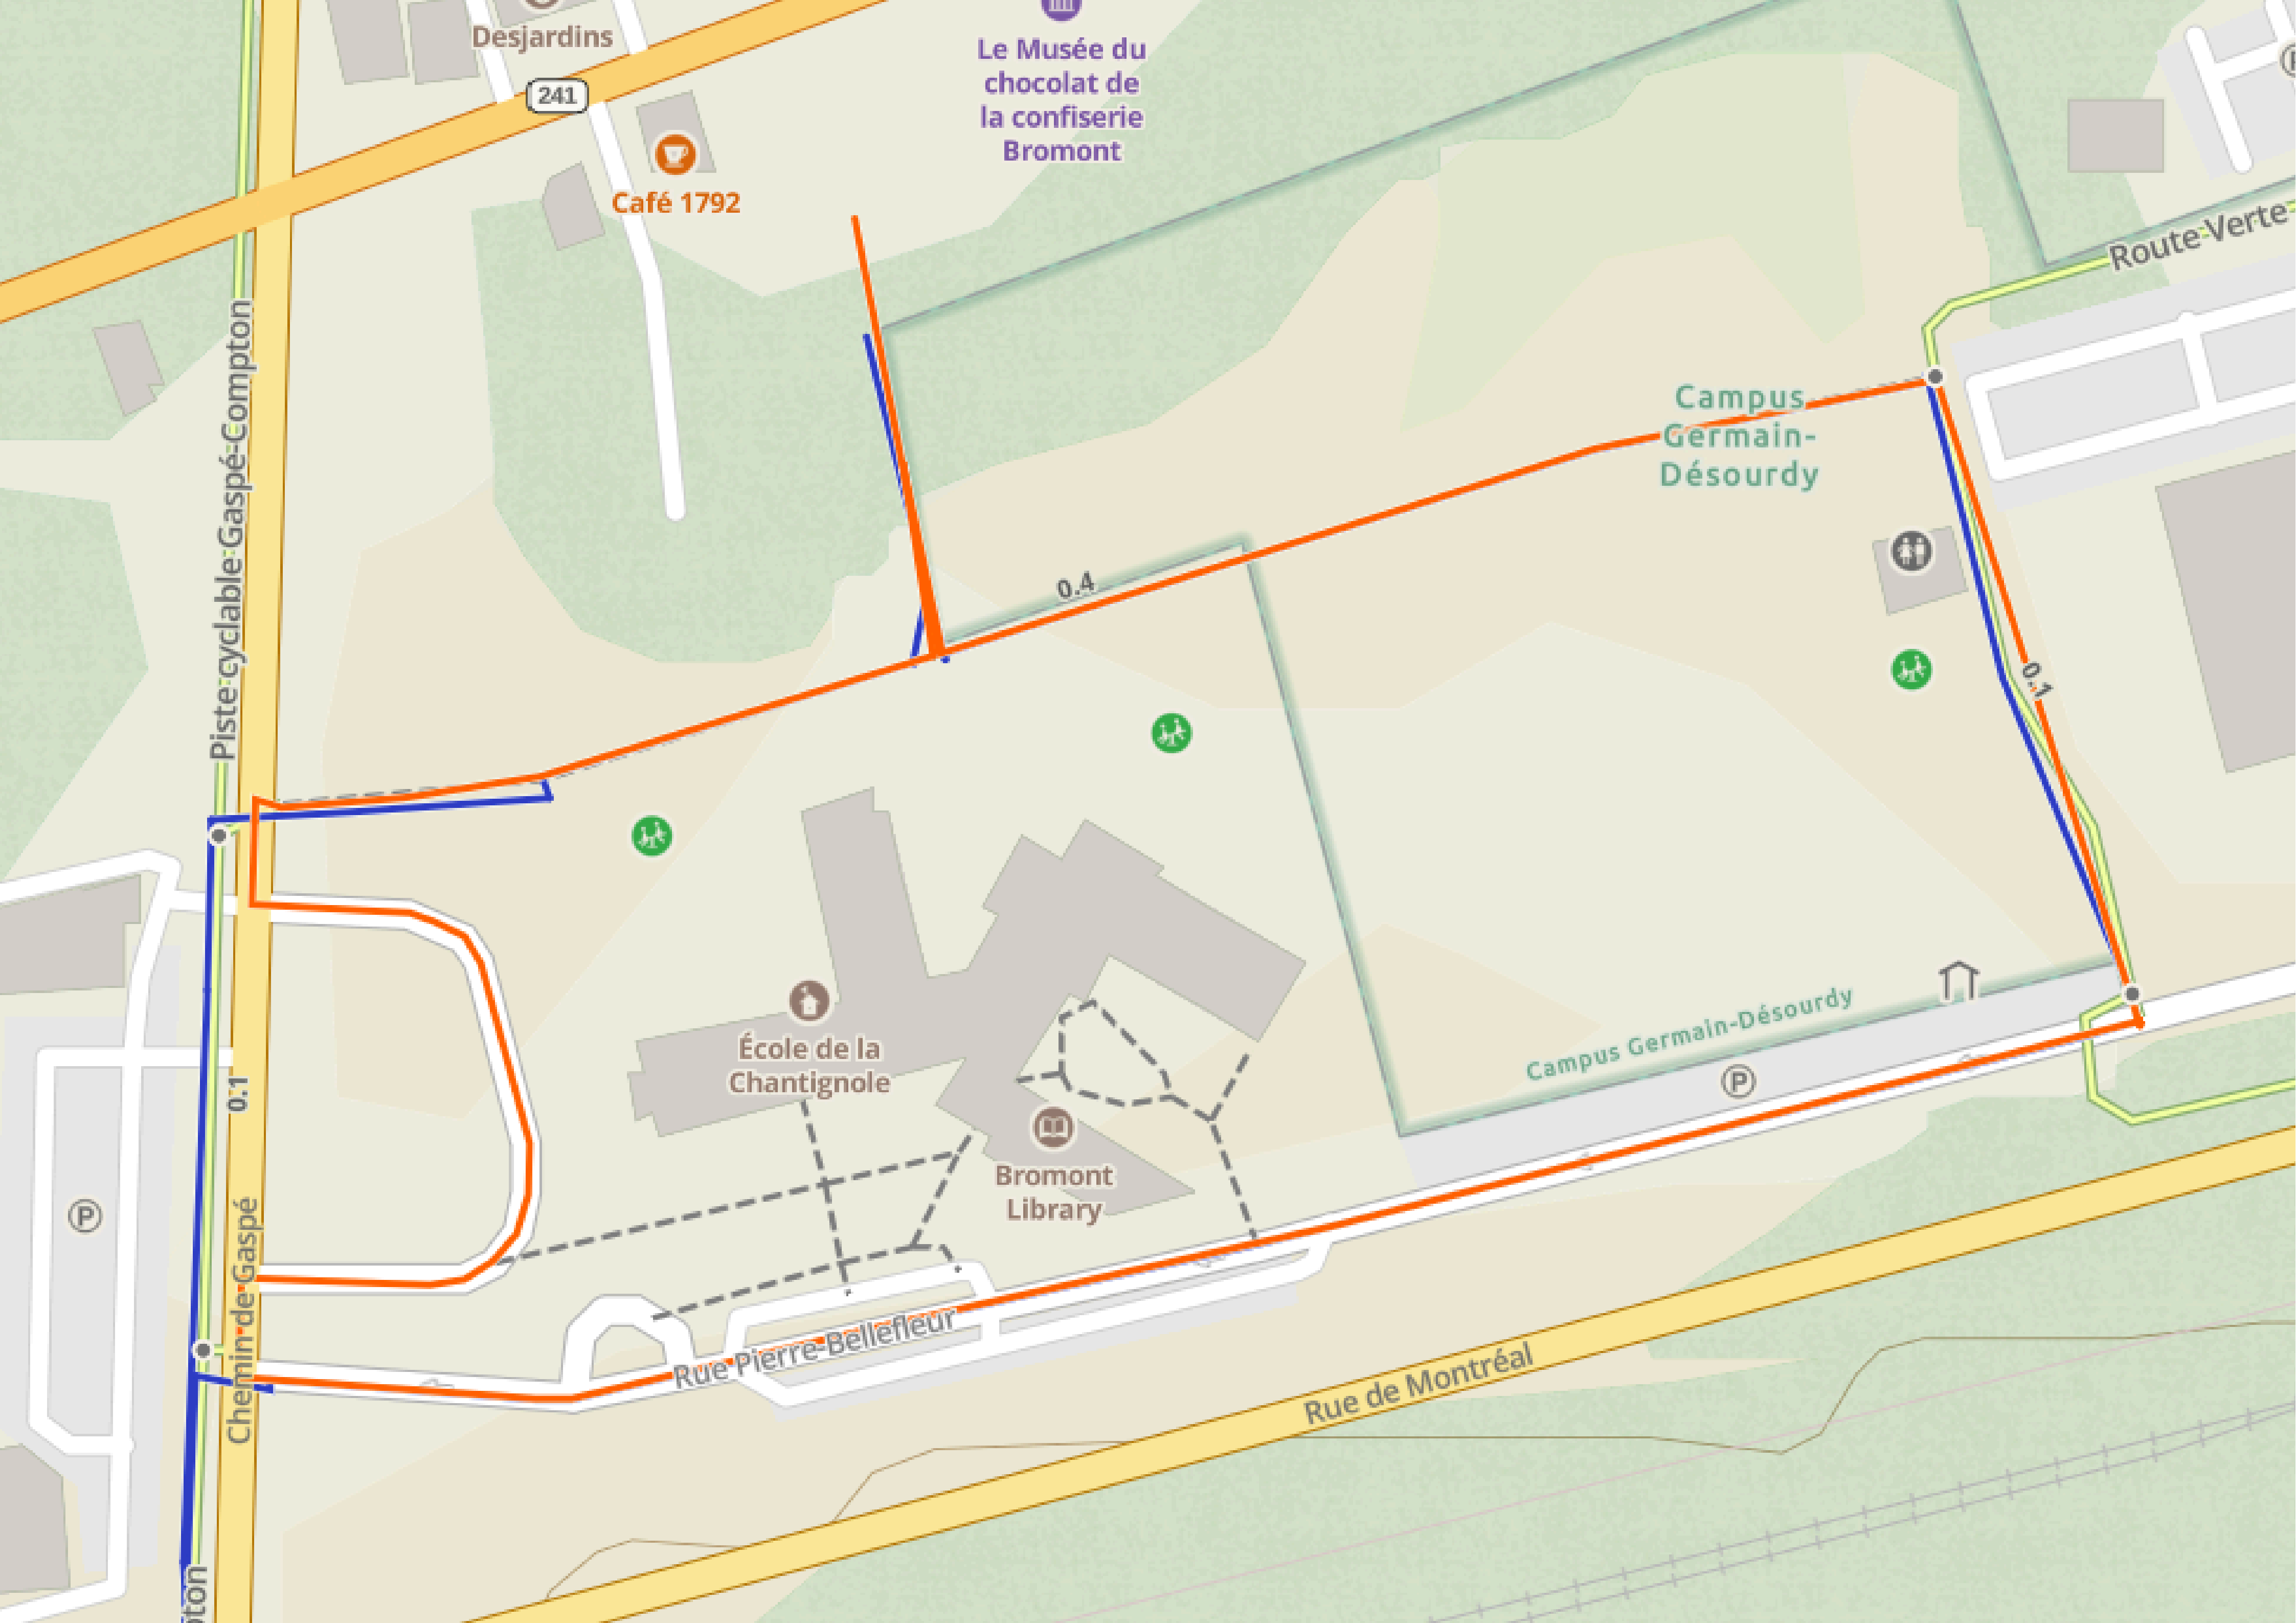 Desjardins
241
Le Musée du
chocolat de
la confiserie
Bromont
Café 1792
Route Verte
Piste cyclable Gaspé-Compton
Campus
Germain-
Désourdy
0.4
0.1
École de la
Chantignole
Campus Germain-Désourdy
P
0.1
Bromont
Library
P
Chemin de Gaspé
Rue Pierre-Bellefleur
Rue de Montréal